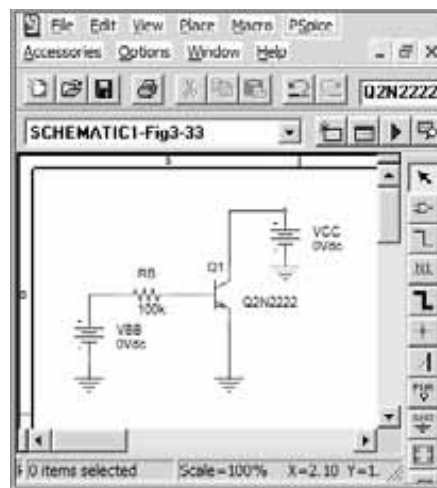 File Edit View Place Macro PSpice
Accessories Options Window Help
Q2N2222
SCHEMATIC1-Fig3-33
VCC
0Vdc
RB
100k
Q1
Q2N2222
VBB
0Vdc
0 items selected Scale=100% X=2.10 Y=1.